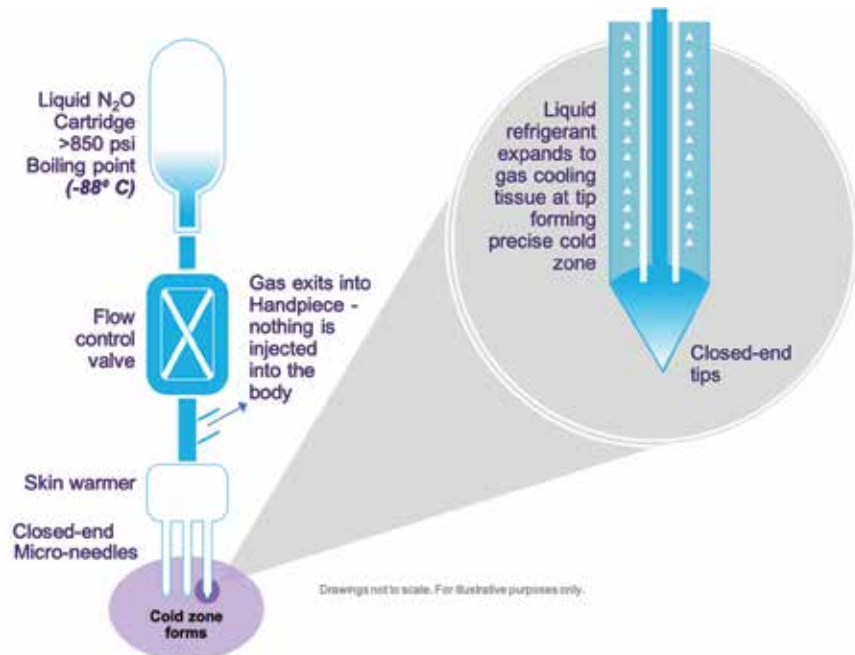 Liquid N₂O
Cartridge
>850 psi
Boiling point
(-88º C)
Flow
control
valve
Gas exits into
Handpiece -
nothing is
injected
into the
body
Skin warmer
Closed-end
Micro-needles
Cold zone
forms
Liquid
refrigerant
expands to
gas cooling
tissue at tip
forming
precise cold
zone
Closed-end
tips
Drawings not to scale. For illustrative purposes only.